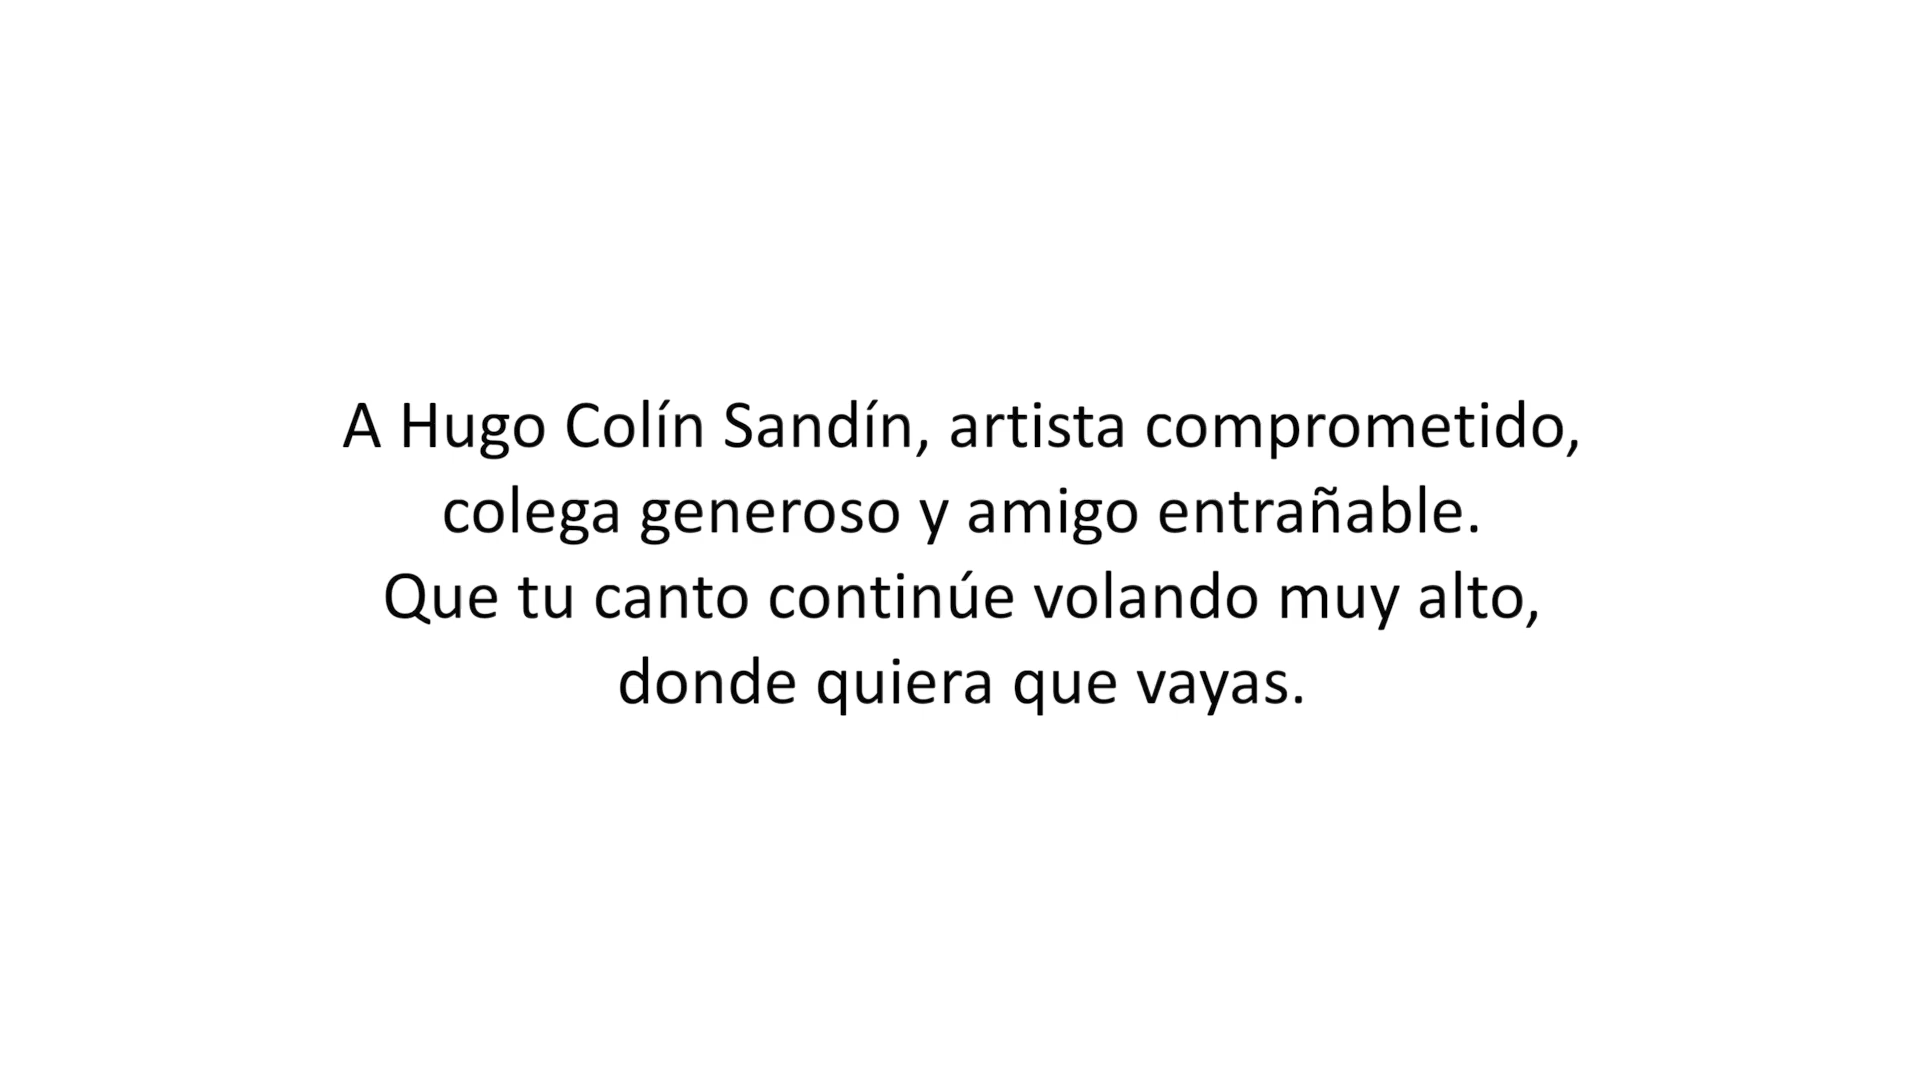 A Hugo Colín Sandín, artista comprometido,
colega generoso y amigo entrañable.
Que tu canto continúe volando muy alto,
donde quiera que vayas.